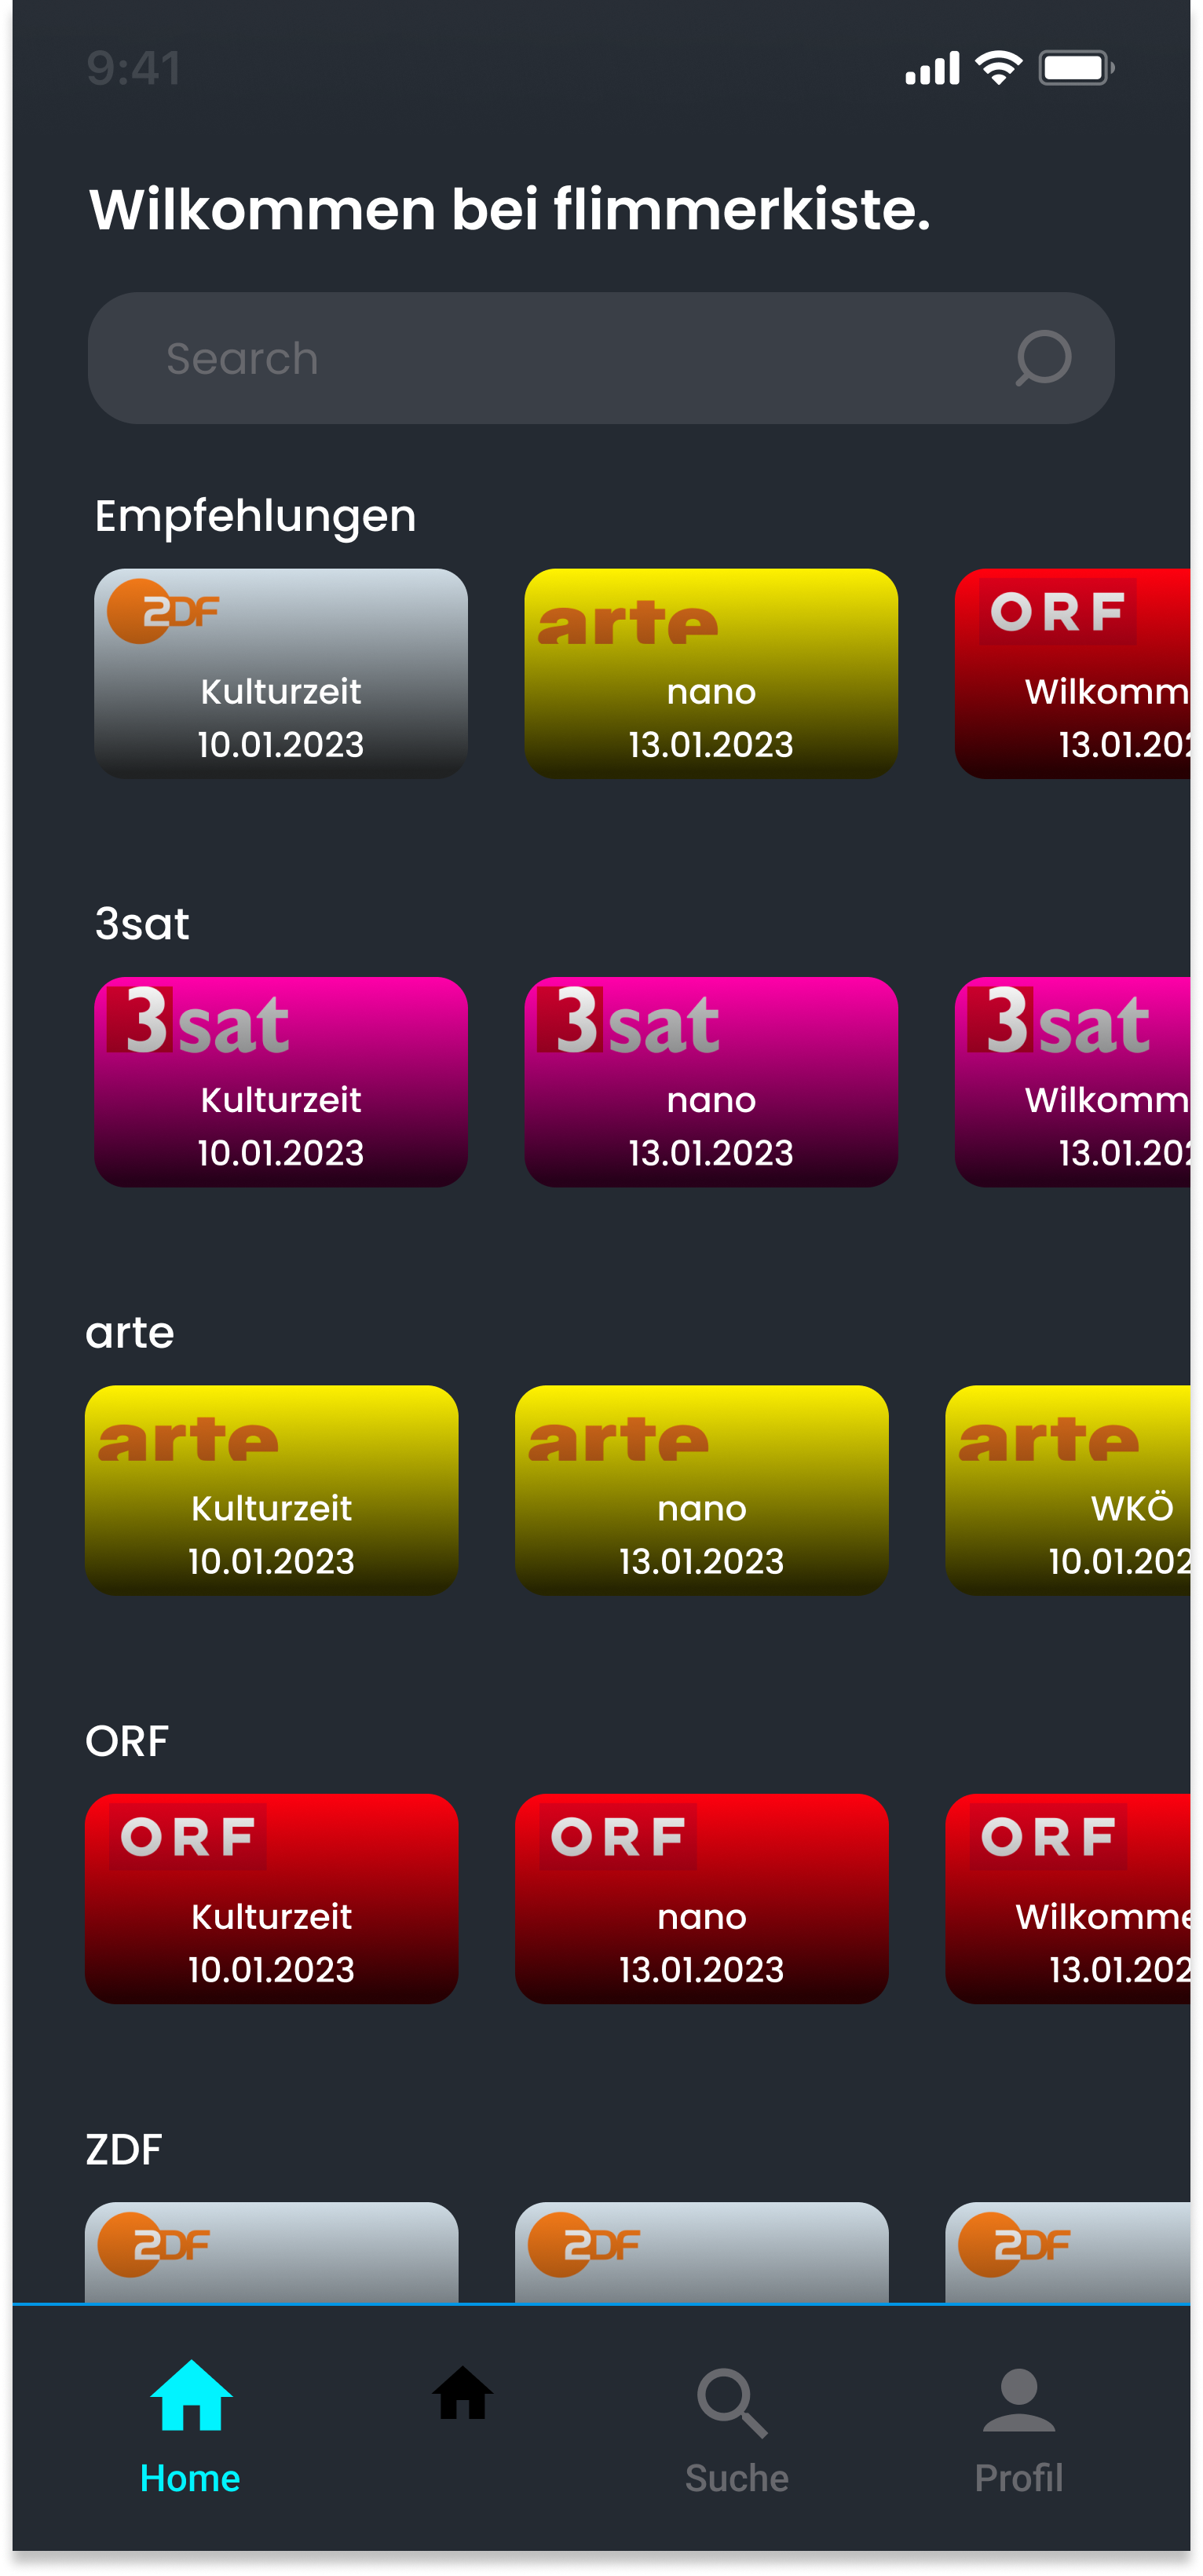 9:41
Wilkommen bei flimmerkiste.
Search
Empfehlungen
ZDF
Kulturzeit
10.01.2023
arte
nano
13.01.2023
ORF
Wilkomm
13.01.202
3sat
3sat
Kulturzeit
10.01.2023
3sat
nano
13.01.2023
3sat
Wilkomm
13.01.202
arte
arte
Kulturzeit
10.01.2023
arte
nano
13.01.2023
arte
WKÖ
10.01.202
ORF
ORF
Kulturzeit
10.01.2023
ORF
nano
13.01.2023
ORF
Wilkomme
13.01.202
ZDF
ZDF
ZDF
ZDF
Home
Suche
Profil